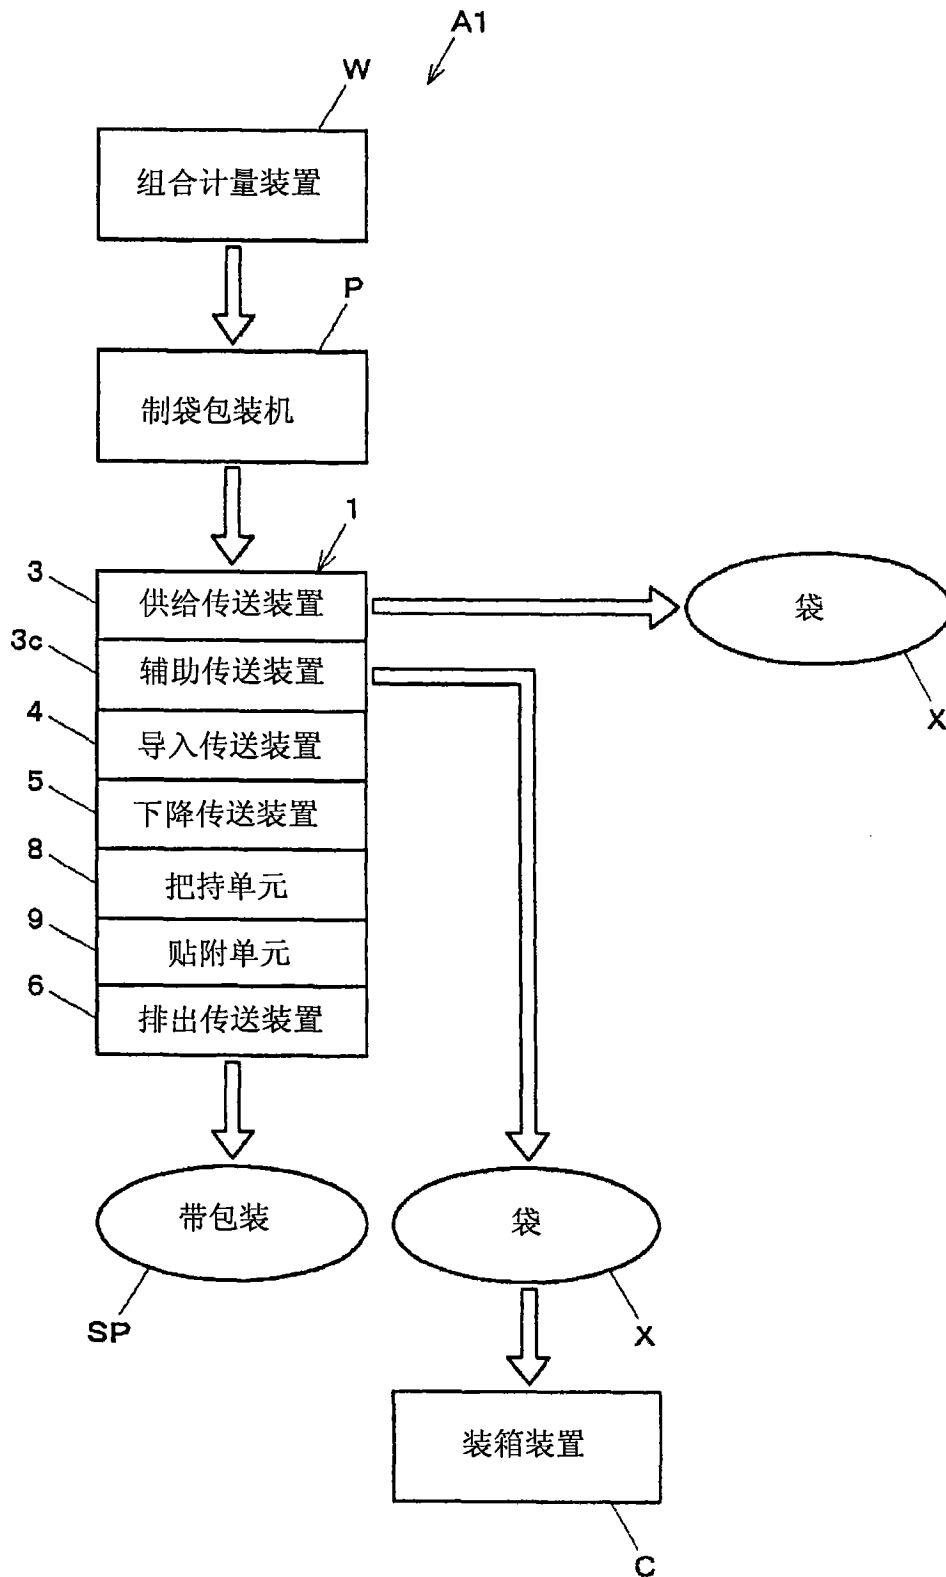 A1
W
组合计量装置
P
制袋包装机
1
3
供给传送装置
袋
X
3c
辅助传送装置
4
导入传送装置
5
下降传送装置
8
把持单元
9
贴附单元
6
排出传送装置
带包装
SP
袋
X
装箱装置
C